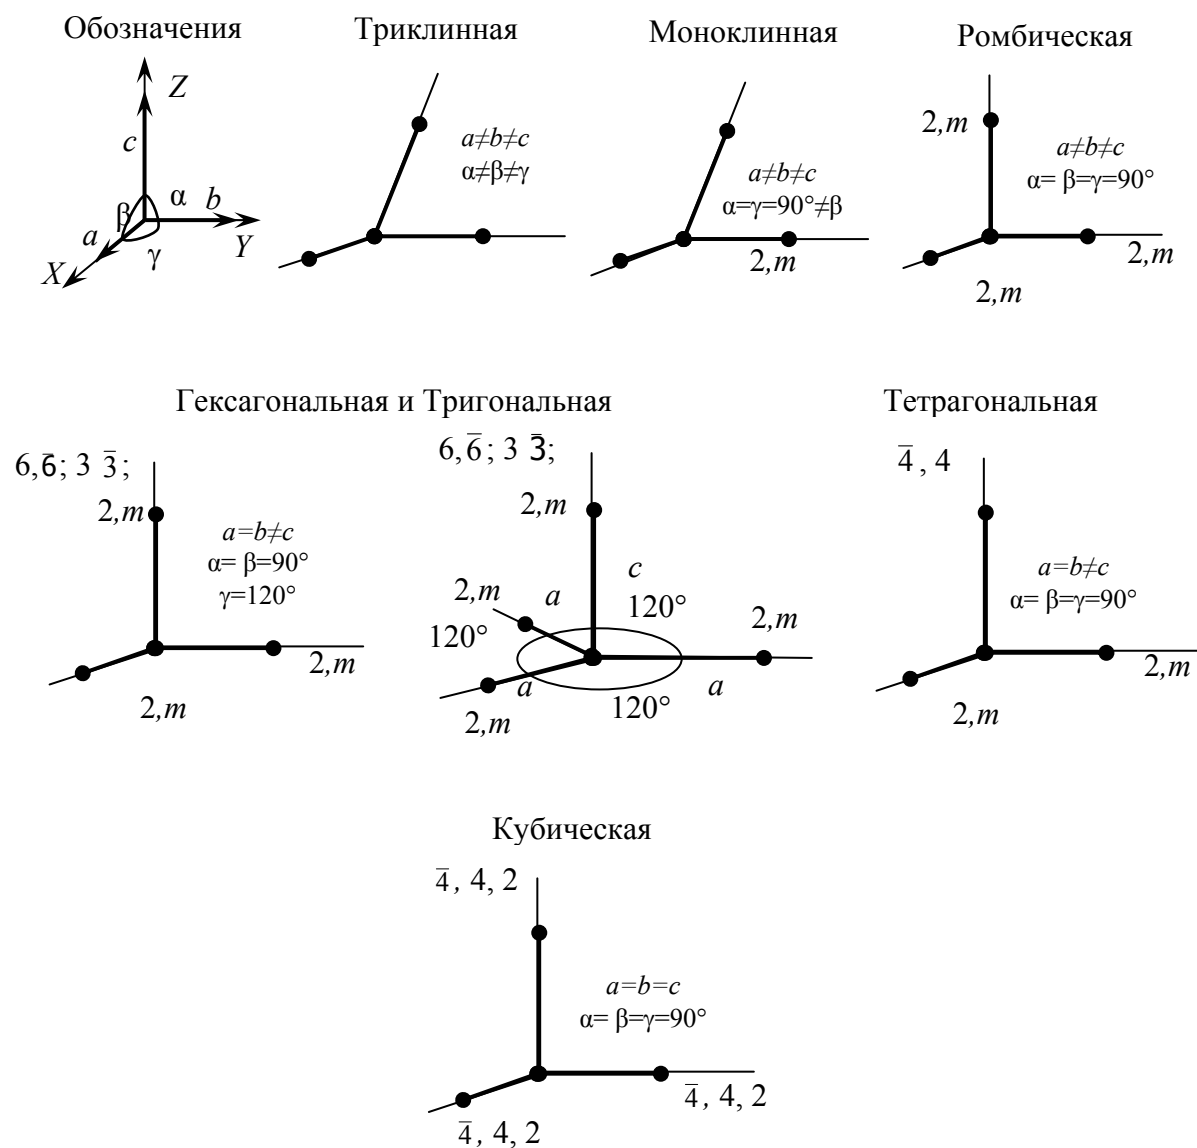 Обозначения
Z
c
α
b
β
a
γ
Y
X
Триклинная
a≠b≠c
α≠β≠γ
Моноклинная
a≠b≠c
α=γ=90°≠β
2,m
Ромбическая
2,m
a≠b≠c
α= β=γ=90°
2,m
2,m
Гексагональная и Тригональная
6,6̅; 3 3̅;
2,m
a=b≠c
α= β=90°
γ=120°
2,m
2,m
6,6̅; 3 3̅;
2,m
c
2,m
a
120°
120°
2,m
a
a
120°
2,m
Тетрагональная
4̅, 4
a=b≠c
α= β=γ=90°
2,m
2,m
Кубическая
4̅, 4, 2
a=b=c
α= β=γ=90°
4̅, 4, 2
4̅, 4, 2